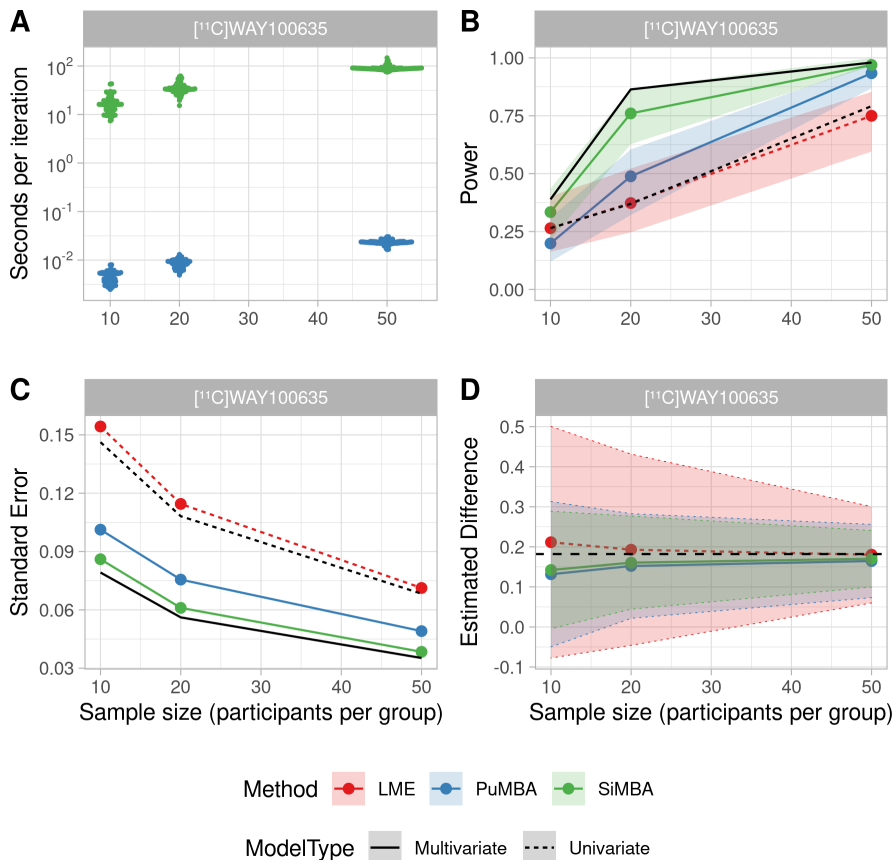 A
[¹¹C]WAY100635
Seconds per iteration
10²
10¹
10⁰
10⁻¹
10⁻²
10 20 30 40 50
B
[¹¹C]WAY100635
Power
1.00
0.75
0.50
0.25
0.00
10 20 30 40 50
C
[¹¹C]WAY100635
Standard Error
0.15
0.12
0.09
0.06
0.03
10 20 30 40 50
Sample size (participants per group)
D
[¹¹C]WAY100635
Estimated Difference
0.5
0.4
0.3
0.2
0.1
0.0
-0.1
10 20 30 40 50
Sample size (participants per group)
Method LME PuMBA SiMBA
ModelType Multivariate Univariate